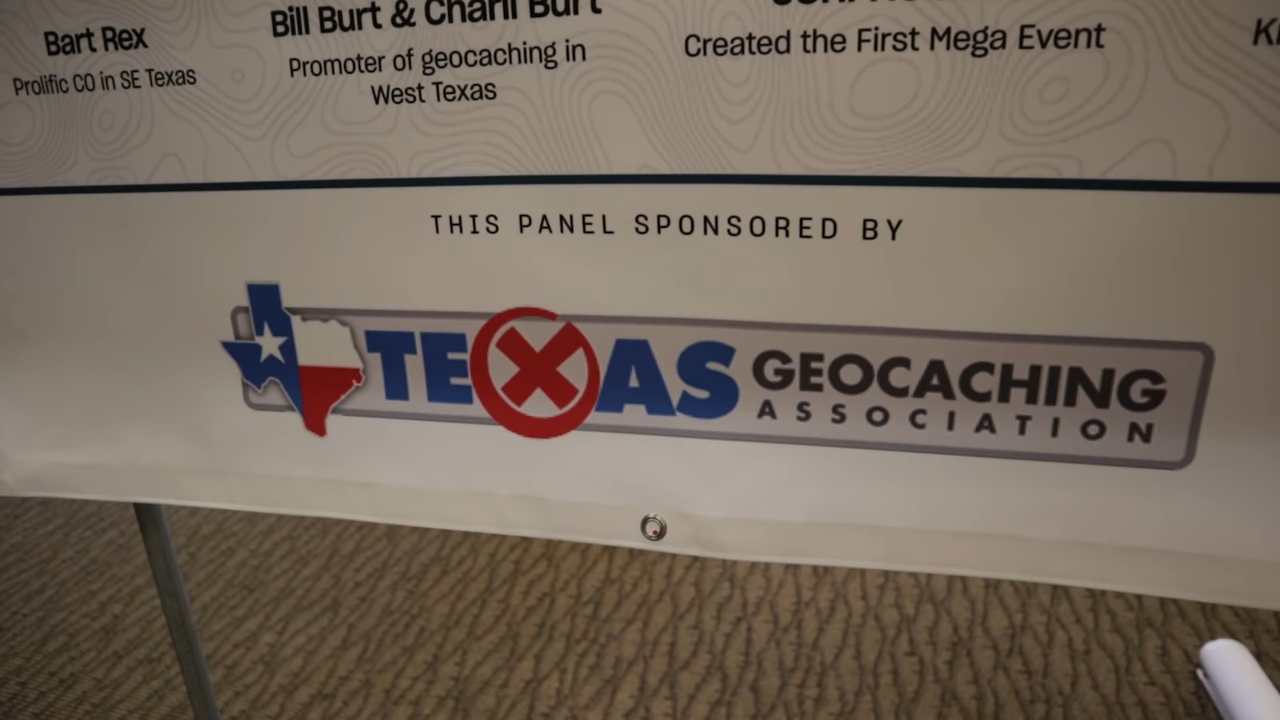 Bart Rex
Prolific CO in SE Texas
Bill Burt & Charli Burt
Promoter of geocaching in
West Texas
Created the First Mega Event
THIS PANEL SPONSORED BY
TEXAS GEOCACHING
ASSOCIATION